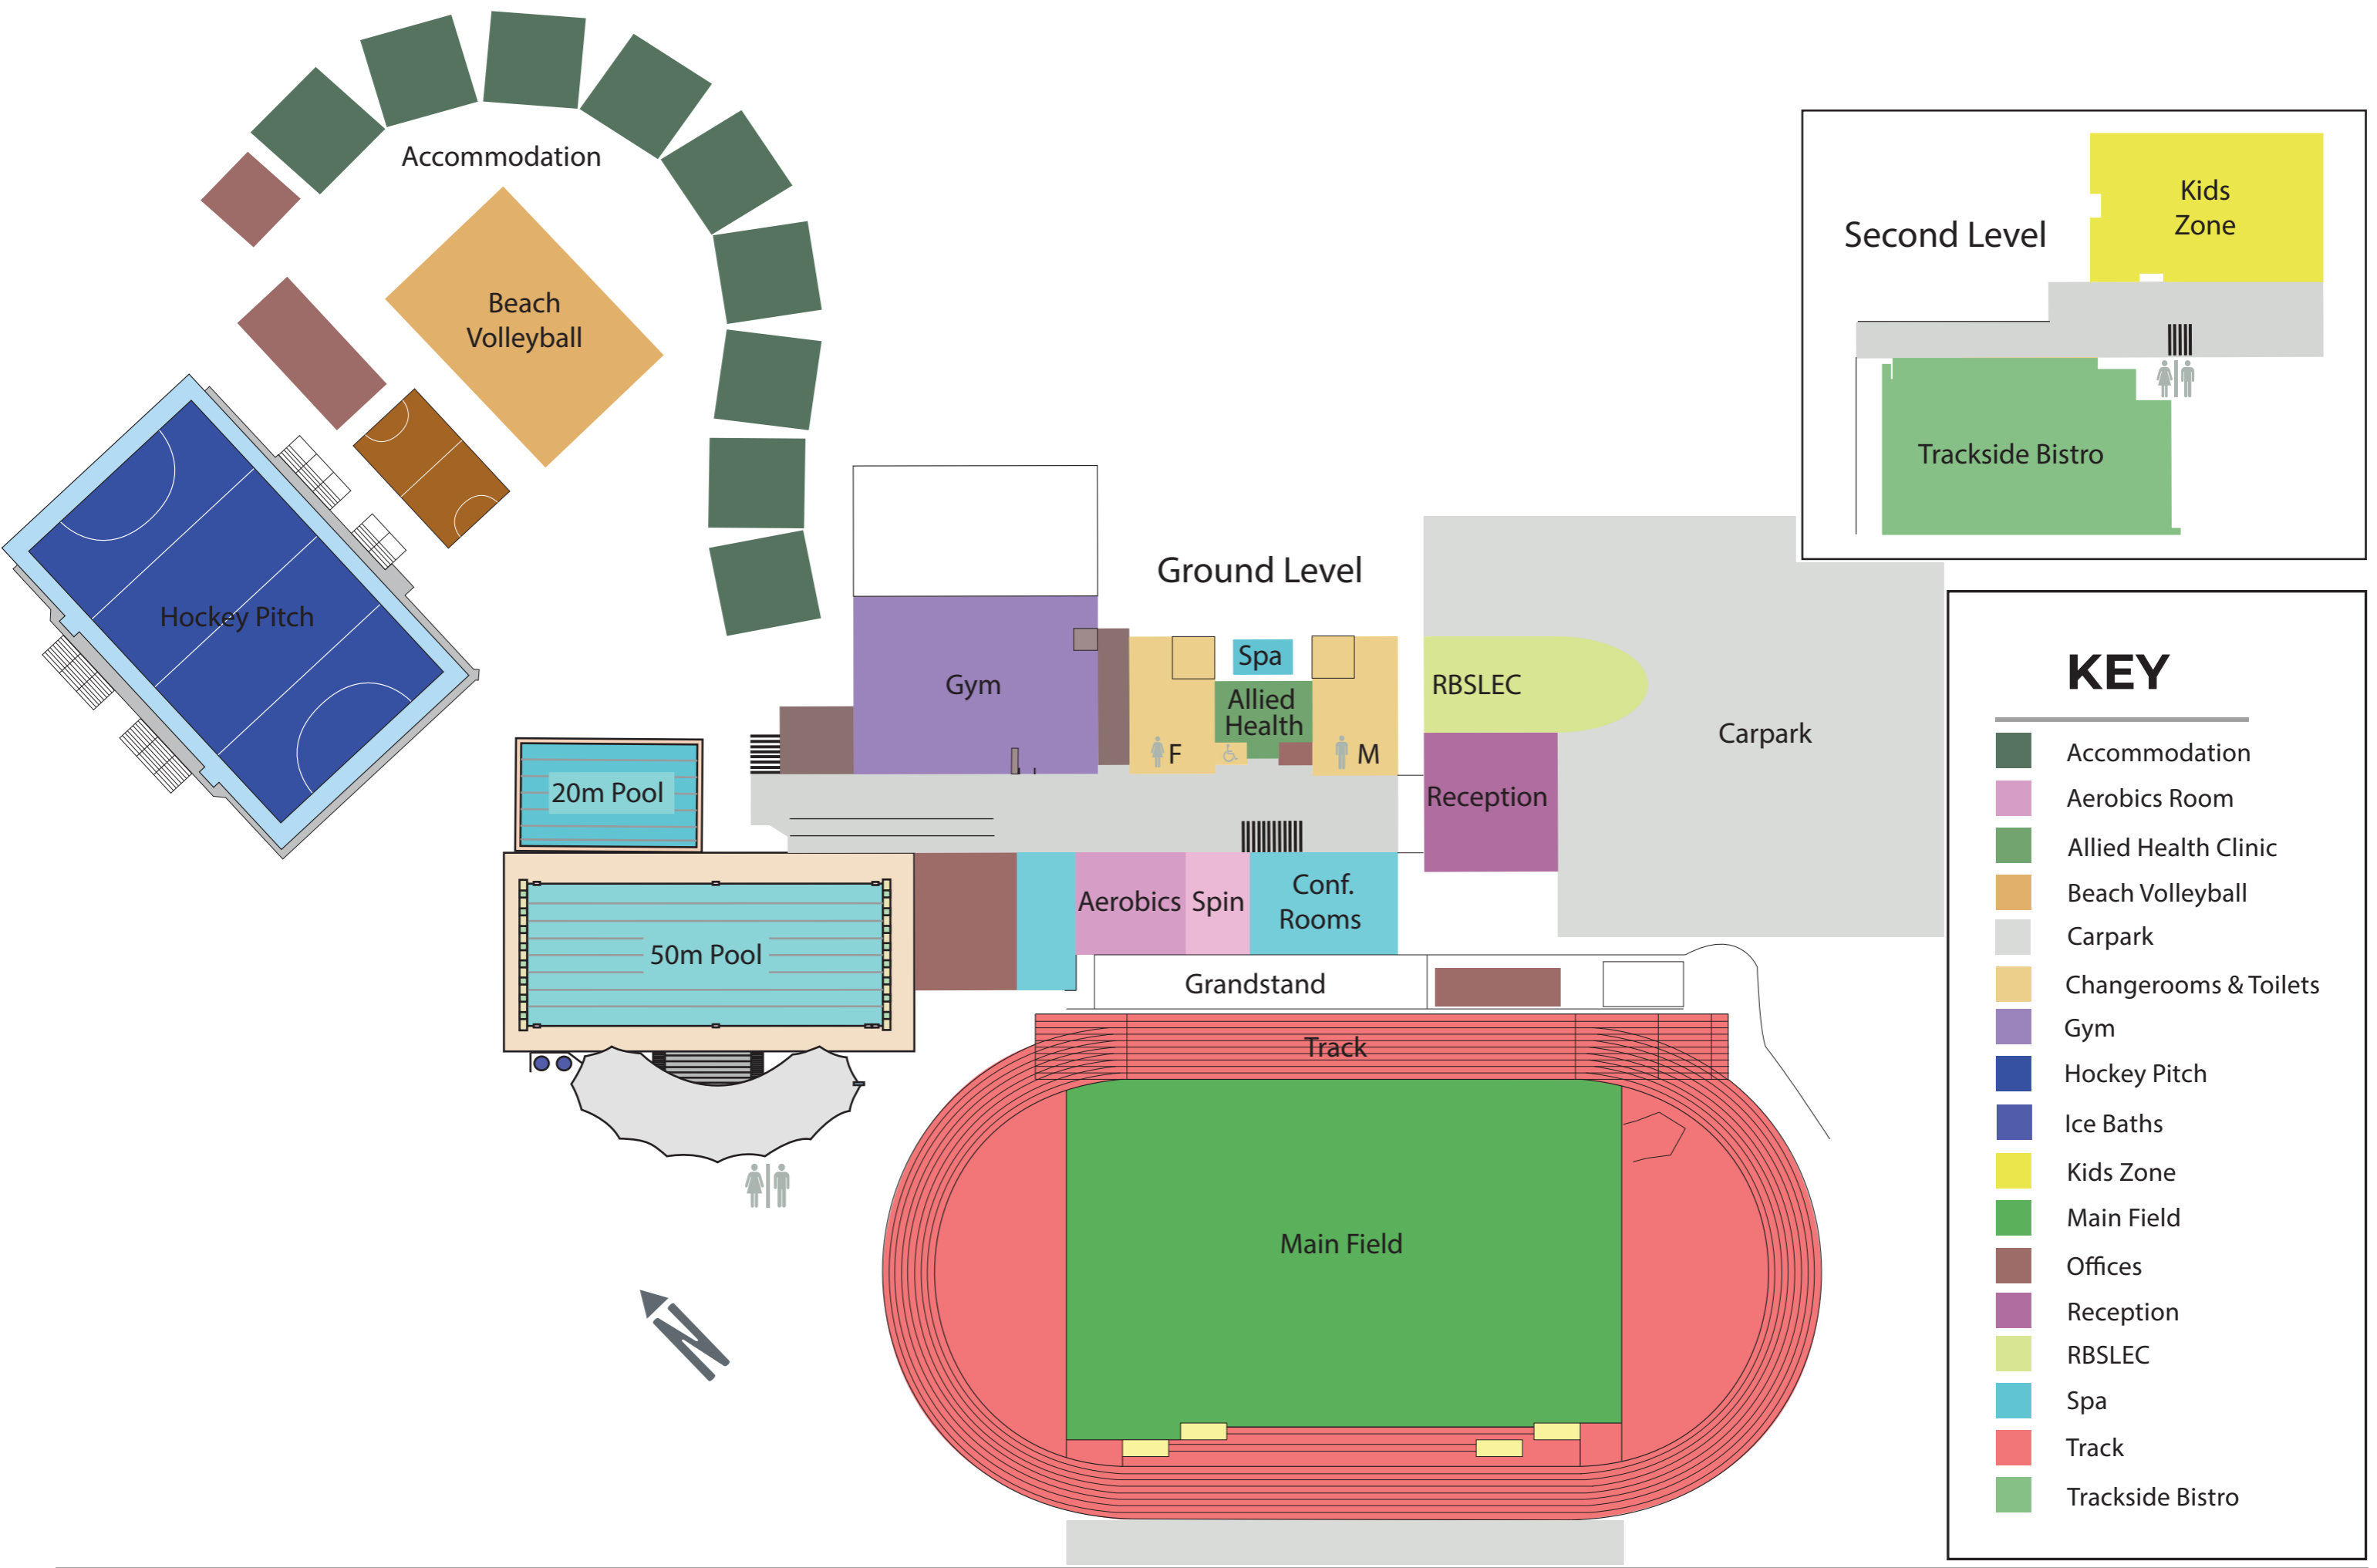 Accommodation
Beach
Volleyball
Hockey Pitch
Second Level
Kids
Zone
Trackside Bistro
Ground Level
Gym
Spa
Allied
Health
F
M
RBSLEC
Reception
Carpark
20m Pool
50m Pool
Aerobics
Spin
Conf.
Rooms
Grandstand
Track
Main Field
N
KEY
Accommodation
Aerobics Room
Allied Health Clinic
Beach Volleyball
Carpark
Changerooms & Toilets
Gym
Hockey Pitch
Ice Baths
Kids Zone
Main Field
Offices
Reception
RBSLEC
Spa
Track
Trackside Bistro